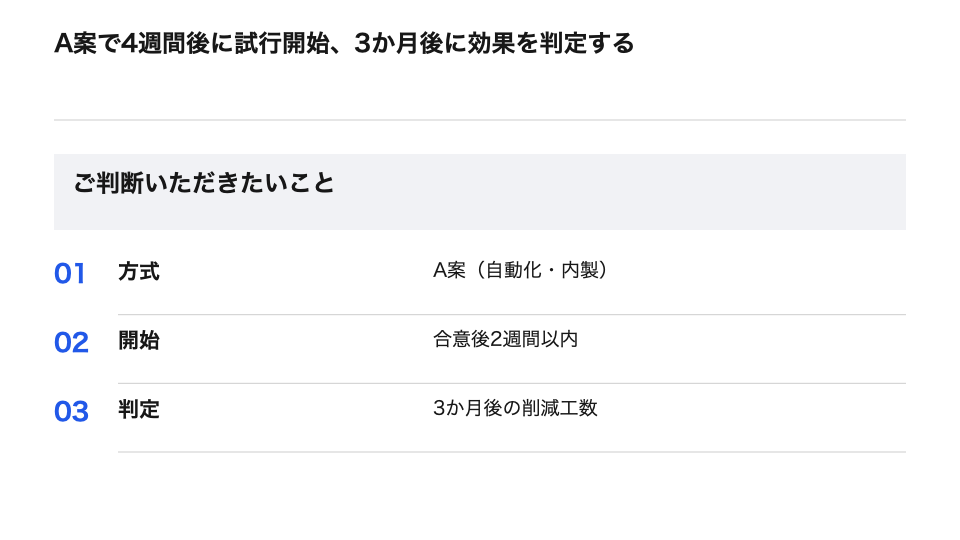 A案で4週間後に試行開始、3か月後に効果を判定する
ご判断いただきたいこと
01 方式 A案（自動化・内製）
02 開始 合意後2週間以内
03 判定 3か月後の削減工数